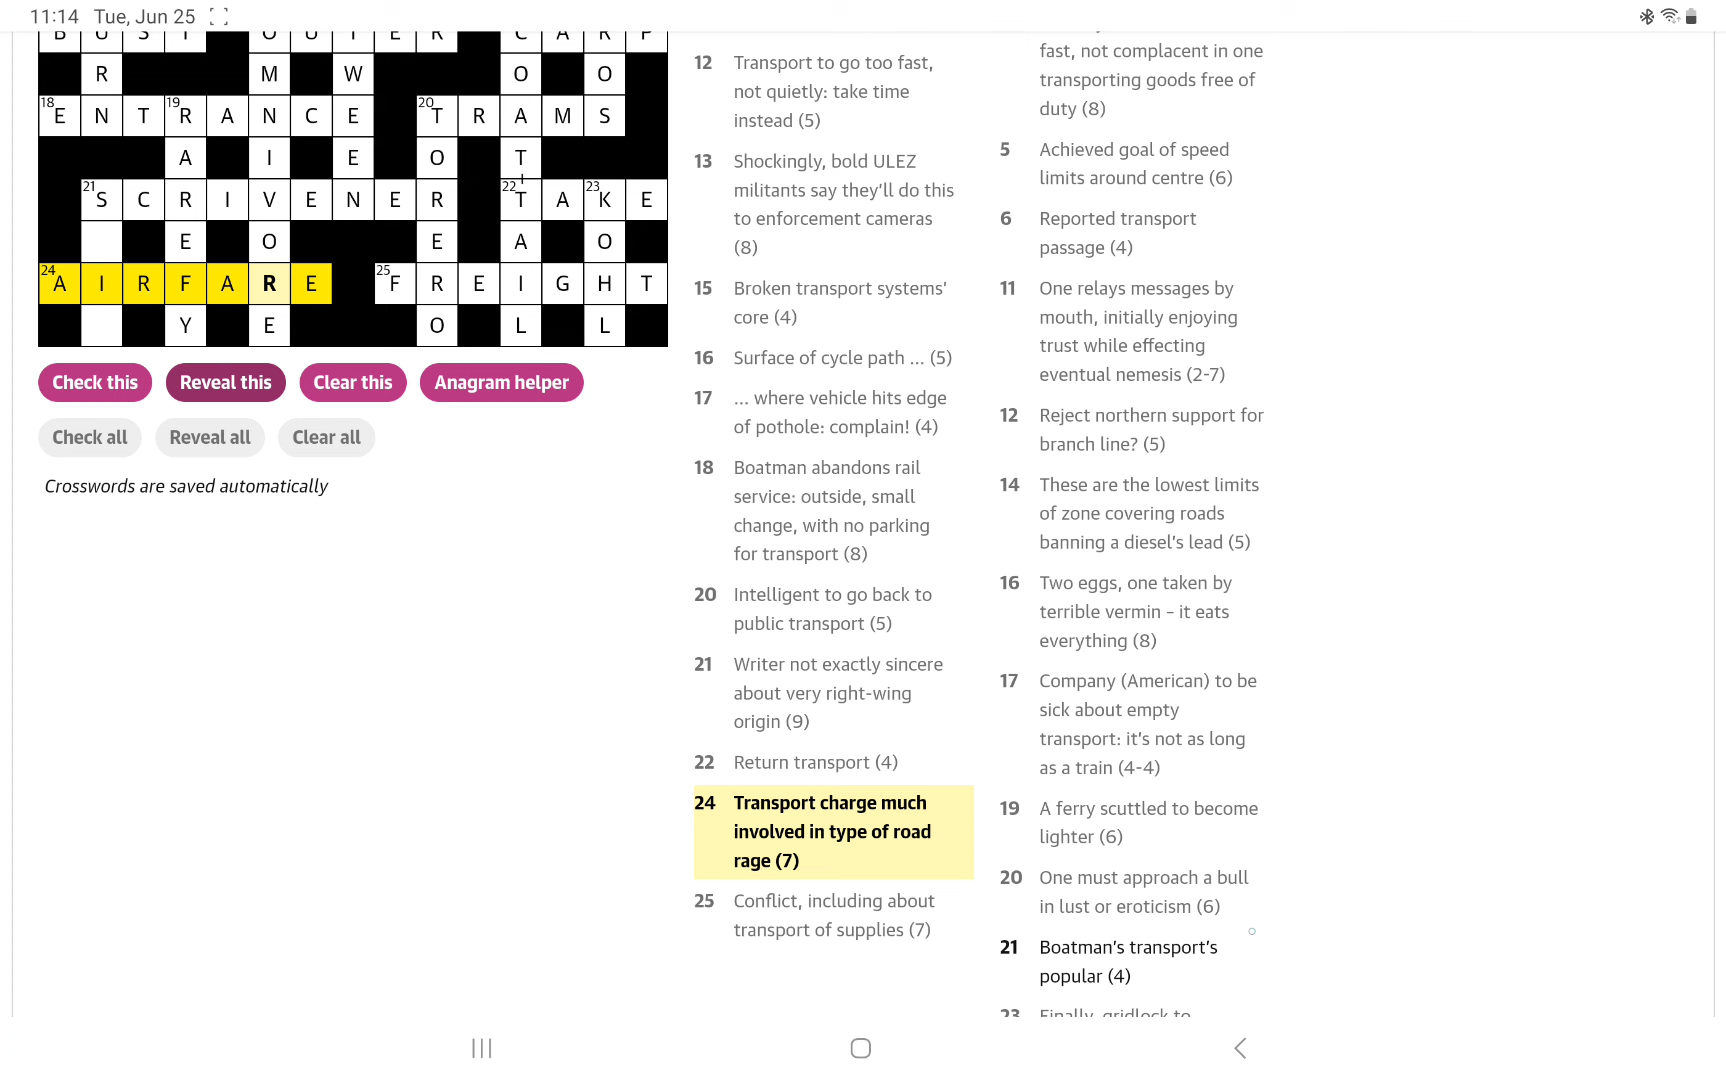 11:14 Tue, Jun 25
B U S T O U T E R C A R P
R M W O O
18 E N T 19 R A N C E 20 T R A M S
A I E O T
21 S C R I V E N E R 22 T A 23 K E
E O E A O
24 A I R F A R E 25 F R E I G H T
Y E O L L
Check this Reveal this Clear this Anagram helper
Check all Reveal all Clear all
Crosswords are saved automatically
12 Transport to go too fast,
not quietly: take time
instead (5)
13 Shockingly, bold ULEZ
militants say they’ll do this
to enforcement cameras
(8)
15 Broken transport systems’
core (4)
16 Surface of cycle path ... (5)
17 ... where vehicle hits edge
of pothole: complain! (4)
18 Boatman abandons rail
service: outside, small
change, with no parking
for transport (8)
20 Intelligent to go back to
public transport (5)
21 Writer not exactly sincere
about very right-wing
origin (9)
22 Return transport (4)
24 Transport charge much
involved in type of road
rage (7)
25 Conflict, including about
transport of supplies (7)
fast, not complacent in one
transporting goods free of
duty (8)
5 Achieved goal of speed
limits around centre (6)
6 Reported transport
passage (4)
11 One relays messages by
mouth, initially enjoying
trust while effecting
eventual nemesis (2-7)
12 Reject northern support for
branch line? (5)
14 These are the lowest limits
of zone covering roads
banning a diesel’s lead (5)
16 Two eggs, one taken by
terrible vermin – it eats
everything (8)
17 Company (American) to be
sick about empty
transport: it’s not as long
as a train (4-4)
19 A ferry scuttled to become
lighter (6)
20 One must approach a bull
in lust or eroticism (6)
21 Boatman’s transport’s
popular (4)
23 Finally, gridlock to